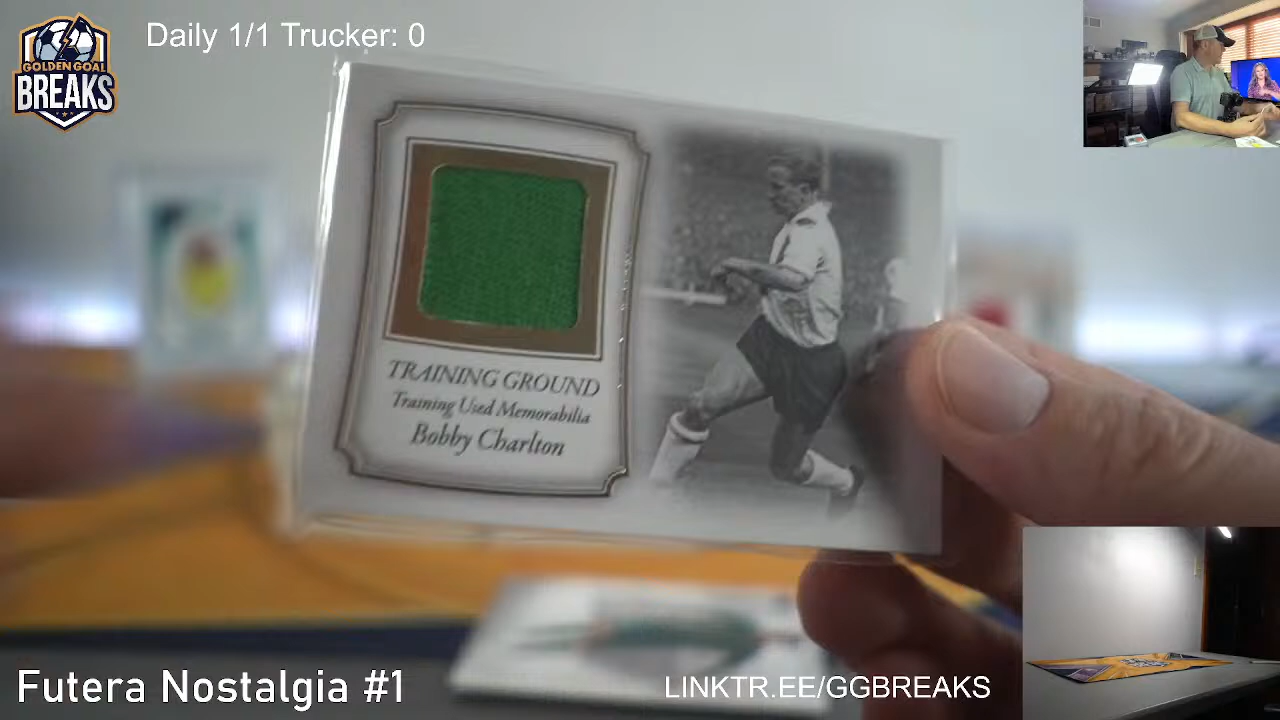 Daily 1/1 Trucker: 0
GOLDEN GOAL
BREAKS
TRAINING GROUND
Training Used Memorabilia
Bobby Charlton
Futera Nostalgia #1
LINKTR.EE/GGBREAKS